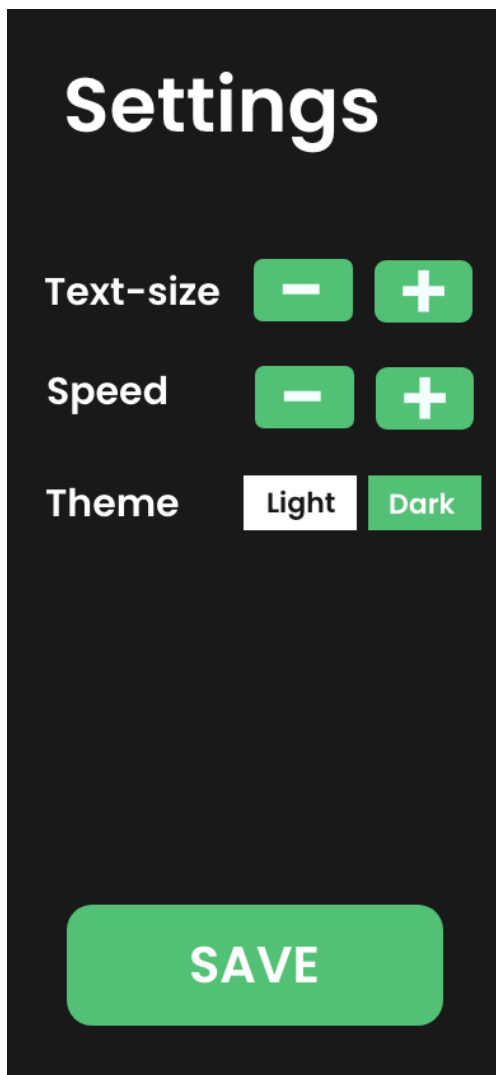 Settings
Text-size - +
Speed - +
Theme Light Dark
SAVE